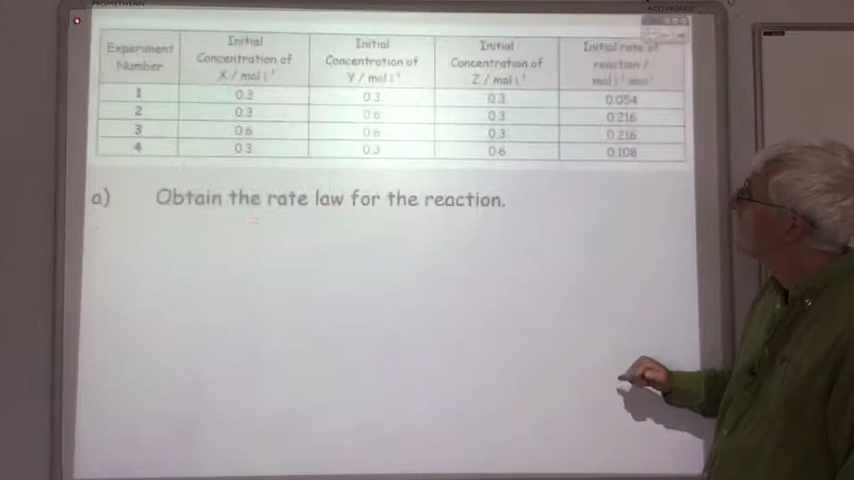 PROMETHEAN
ACTIVBOARD
Experiment Number | Initial Concentration of X / mol l⁻¹ | Initial Concentration of Y / mol l⁻¹ | Initial Concentration of Z / mol l⁻¹ | Initial rate of reaction / mol l⁻¹ min⁻¹
1 0.3 0.3 0.3 0.054
2 0.3 0.6 0.3 0.216
3 0.6 0.6 0.3 0.216
4 0.3 0.3 0.6 0.108
a) Obtain the rate law for the reaction.